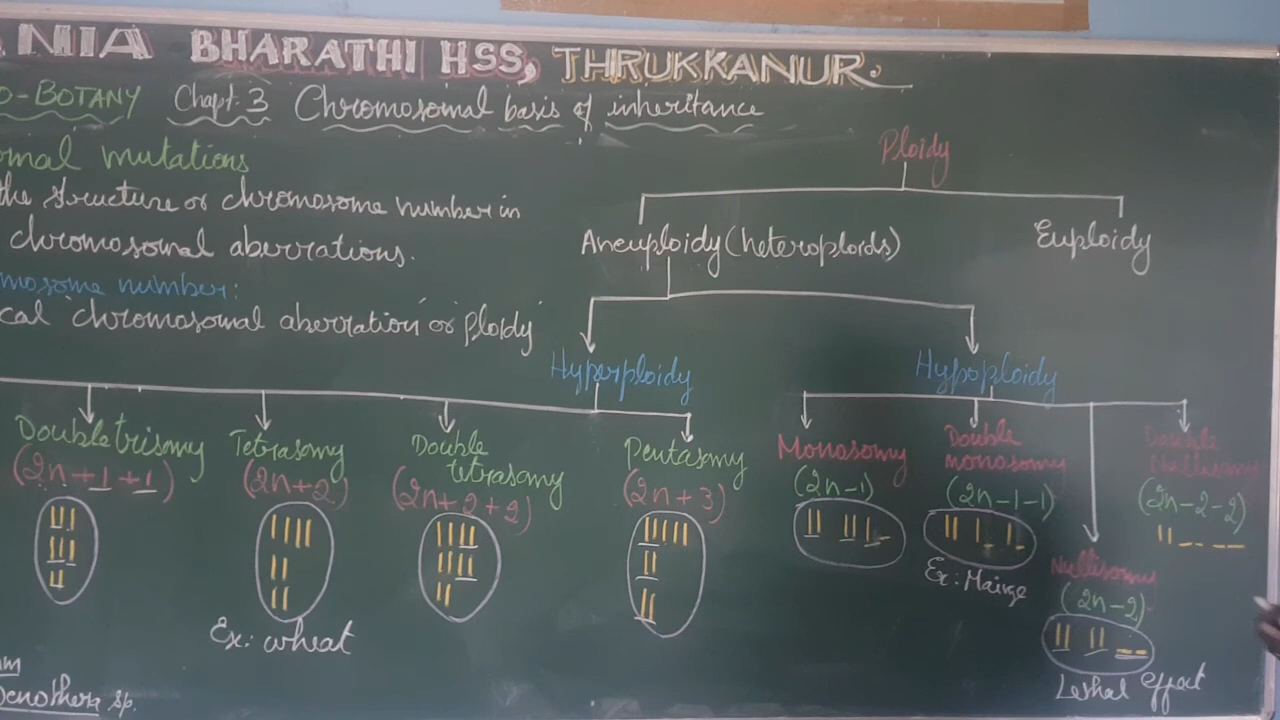 NIA BHARATHI HSS, THRUKKANUR.
O-BOTANY Chapt: 3 Chromosomal basis of inheritance
omal mutations
the structure or chromosome number in
chromosomal aberrations.
mosome number:
cal chromosomal aberration or Ploidy
Ploidy
Aneuploidy (heteroploids)
Euploidy
Hyperploidy
Hypoploidy
Double trisomy
(2n+1+1)
Tetrasomy
(2n+2)
Ex: wheat
Double
tetrasomy
(2n+2+2)
Pentasomy
(2n+3)
Monosomy
(2n-1)
Double
monosomy
(2n-1-1)
Ex: Maize
Nullisomy
(2n-2)
Lethal effect
Double
(2n-2-2)
um
Oenothera sp.